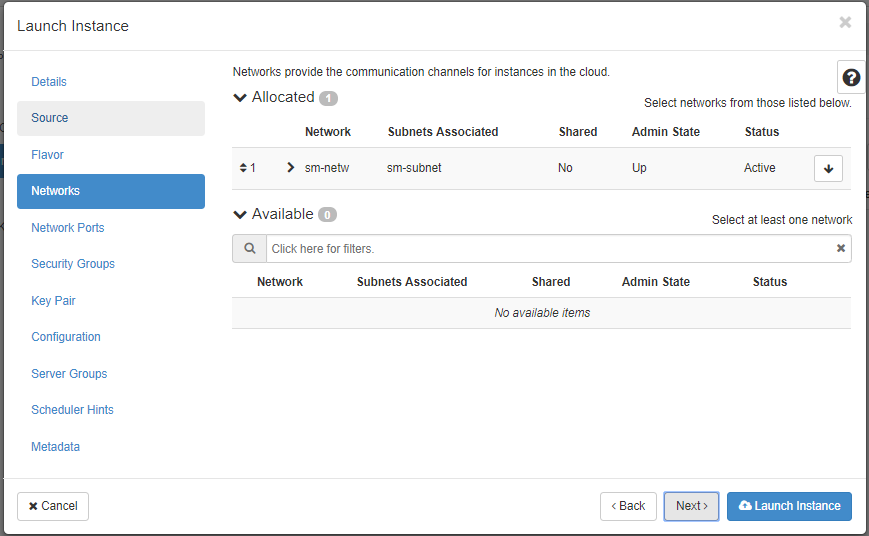 Launch Instance
Details
Source
Flavor
Networks
Network Ports
Security Groups
Key Pair
Configuration
Server Groups
Scheduler Hints
Metadata
Networks provide the communication channels for instances in the cloud.
Allocated 1
Select networks from those listed below.
Network Subnets Associated Shared Admin State Status
1 sm-netw sm-subnet No Up Active
Available 0
Select at least one network
Click here for filters.
Network Subnets Associated Shared Admin State Status
No available items
Cancel
< Back
Next >
Launch Instance